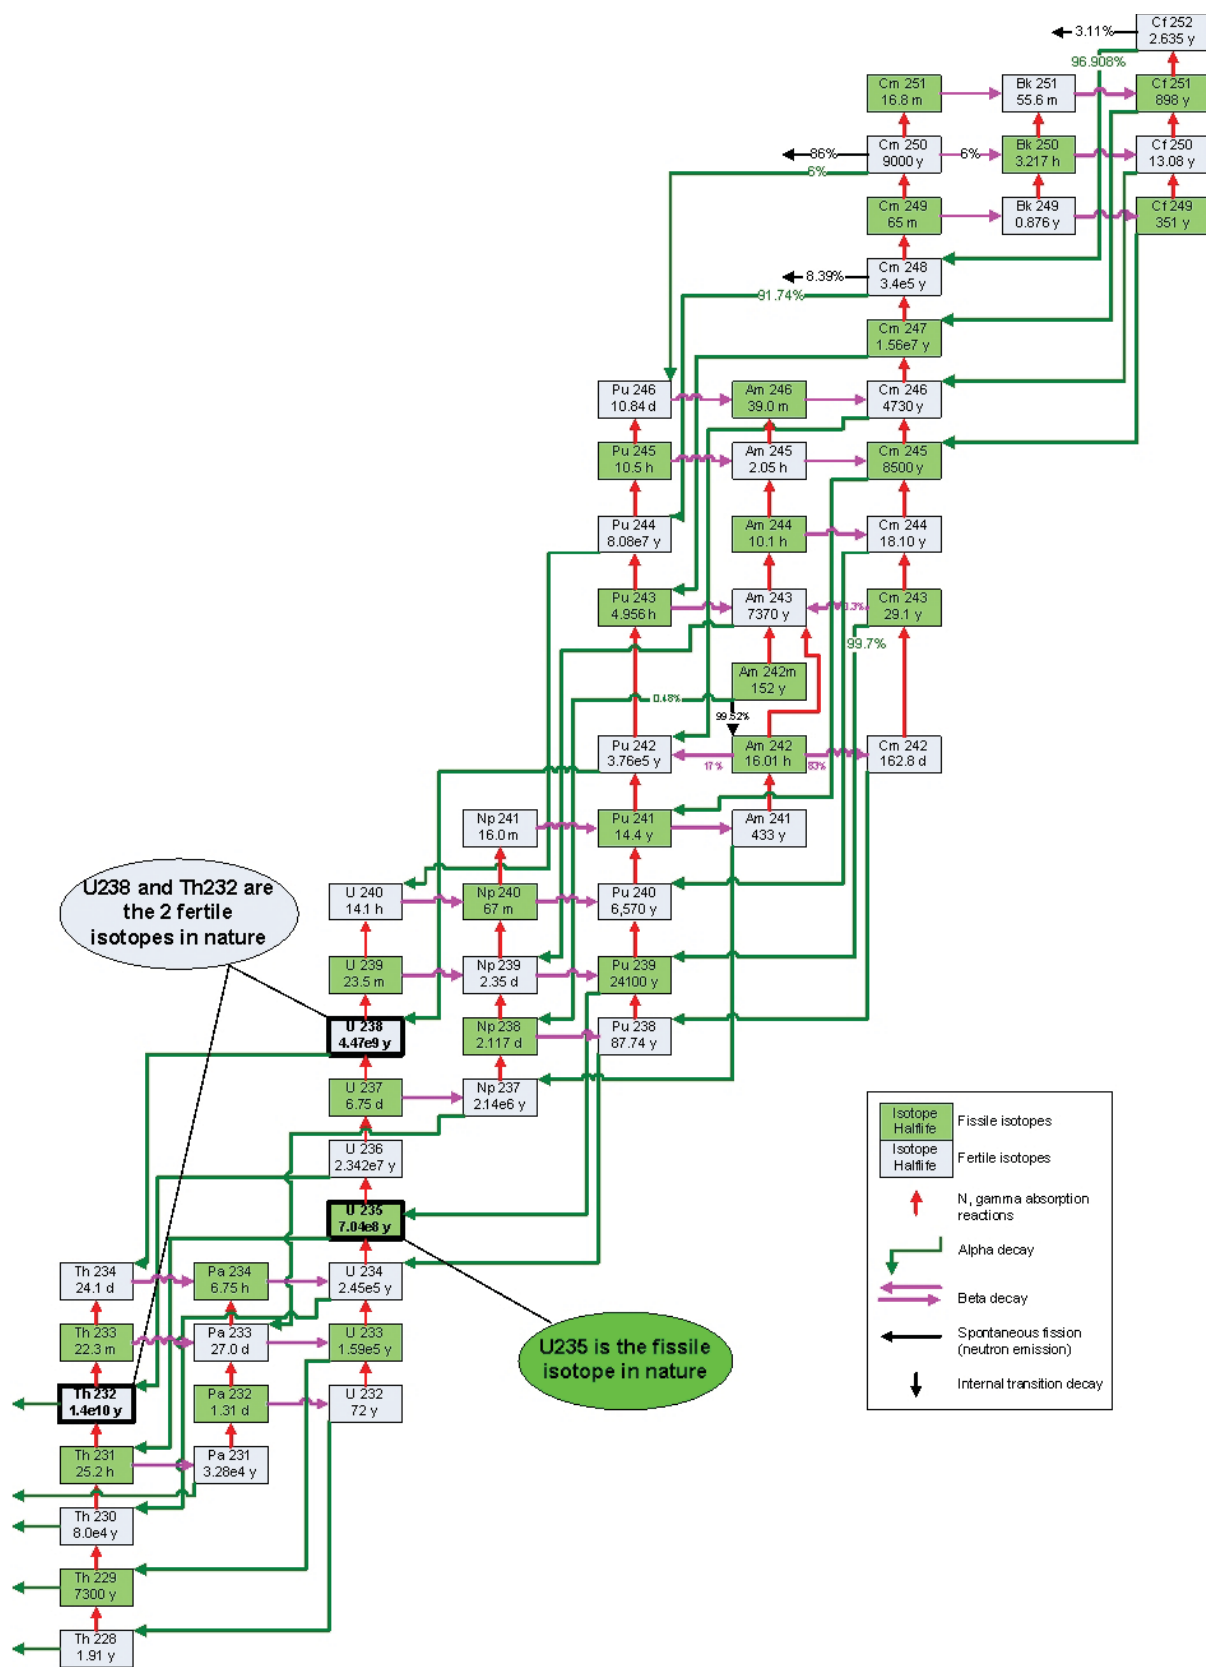 Cf 252
2.635 y
3.11%
96.908%
Cm 251
16.8 m
Bk 251
55.6 m
Cf 251
898 y
Cm 250
9000 y
86%
6%
6%
Bk 250
3.217 h
Cf 250
13.08 y
Cm 249
65 m
Bk 249
0.876 y
Cf 249
351 y
Cm 248
3.4e5 y
8.39%
91.74%
Cm 247
1.56e7 y
Pu 246
10.84 d
Am 246
39.0 m
Cm 246
4730 y
Pu 245
10.5 h
Am 245
2.05 h
Cm 245
8500 y
Pu 244
8.08e7 y
Am 244
10.1 h
Cm 244
18.10 y
Pu 243
4.956 h
Am 243
7370 y
Cm 243
29.1 y
99.7%
Am 242m
152 y
0.48%
99.52%
Pu 242
3.76e5 y
17%
Am 242
16.01 h
83%
Cm 242
162.8 d
Np 241
16.0 m
Pu 241
14.4 y
Am 241
433 y
U238 and Th232 are
the 2 fertile
isotopes in nature
U 240
14.1 h
Np 240
67 m
Pu 240
6,570 y
U 239
23.5 m
Np 239
2.35 d
Pu 239
24100 y
U 238
4.47e9 y
Np 238
2.117 d
Pu 238
87.74 y
U 237
6.75 d
Np 237
2.14e6 y
U 236
2.342e7 y
U 235
7.04e8 y
Th 234
24.1 d
Pa 234
6.75 h
U 234
2.45e5 y
Th 233
22.3 m
Pa 233
27.0 d
U 233
1.59e5 y
U235 is the fissile
isotope in nature
Th 232
1.4e10 y
Pa 232
1.31 d
U 232
72 y
Th 231
25.2 h
Pa 231
3.28e4 y
Th 230
8.0e4 y
Th 229
7300 y
Th 228
1.91 y
Isotope
Halflife
Fissile isotopes
Isotope
Halflife
Fertile isotopes
N, gamma absorption
reactions
Alpha decay
Beta decay
Spontaneous fission
(neutron emission)
Internal transition decay